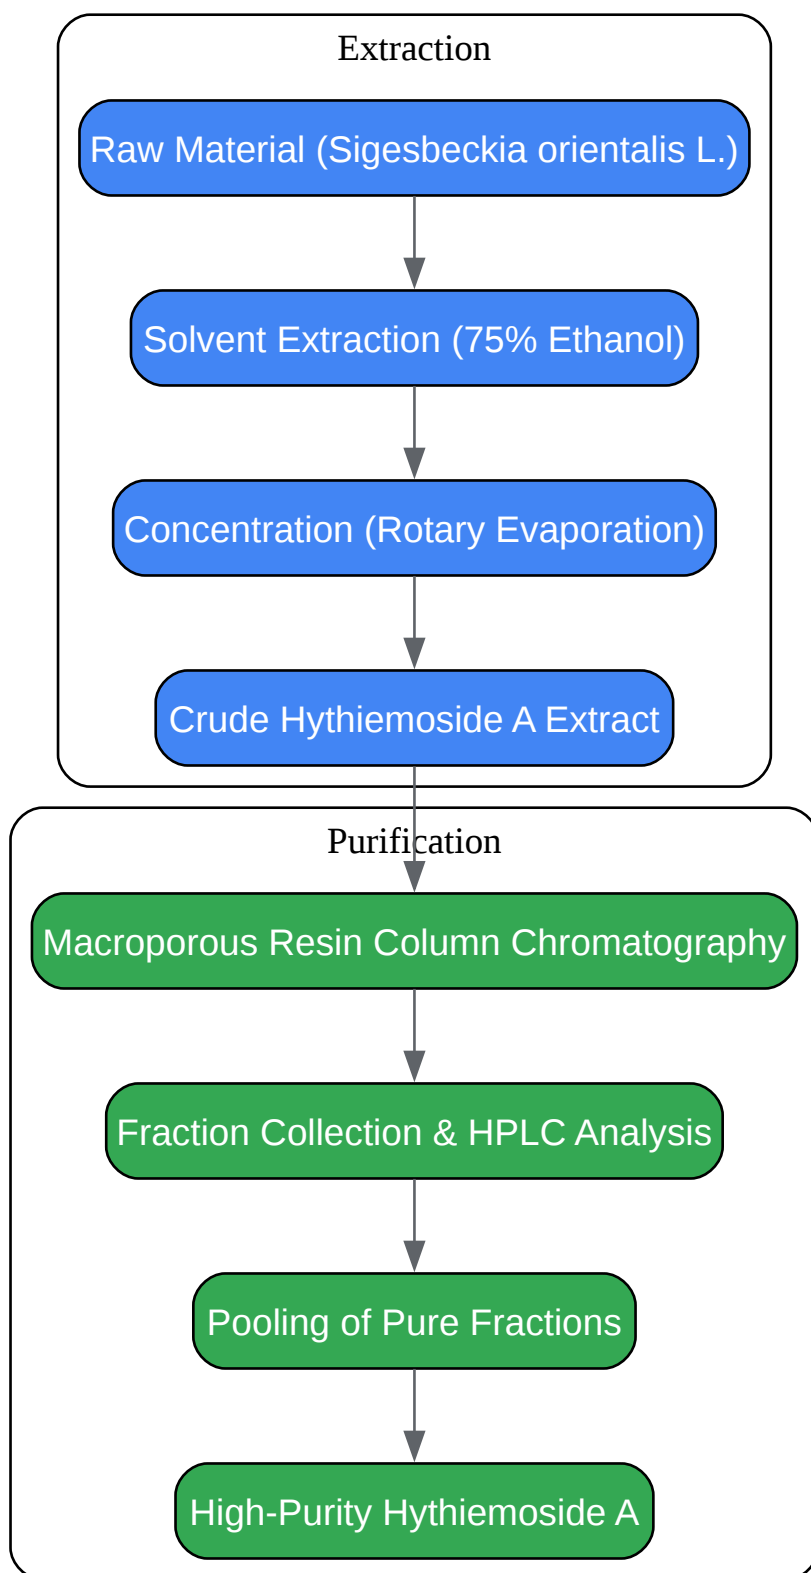 Extraction
Raw Material (Sigesbeckia orientalis L.)
Solvent Extraction (75% Ethanol)
Concentration (Rotary Evaporation)
Crude Hythiemoside A Extract
Purification
Macroporous Resin Column Chromatography
Fraction Collection & HPLC Analysis
Pooling of Pure Fractions
High-Purity Hythiemoside A